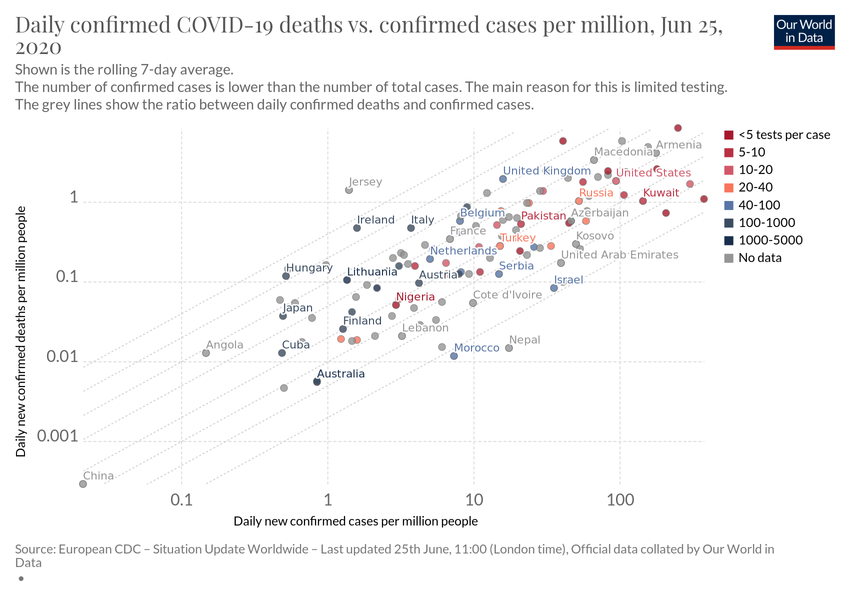 Daily confirmed COVID-19 deaths vs. confirmed cases per million, Jun 25,
2020
Our World
in Data
Shown is the rolling 7-day average.
The number of confirmed cases is lower than the number of total cases. The main reason for this is limited testing.
The grey lines show the ratio between daily confirmed deaths and confirmed cases.
Daily new confirmed deaths per million people
1
0.1
0.01
0.001
Armenia
Macedonia
United Kingdom
United States
Jersey
Russia
Kuwait
Ireland
Italy
Belgium
Pakistan
Azerbaijan
France
Turkey
Kosovo
Netherlands
United Arab Emirates
Hungary
Lithuania
Austria
Serbia
Israel
Nigeria
Cote d'Ivoire
Japan
Finland
Lebanon
Angola
Cuba
Morocco
Nepal
Australia
China
<5 tests per case
5-10
10-20
20-40
40-100
100-1000
1000-5000
No data
0.1
1
10
100
Daily new confirmed cases per million people
Source: European CDC – Situation Update Worldwide – Last updated 25th June, 11:00 (London time), Official data collated by Our World in
Data